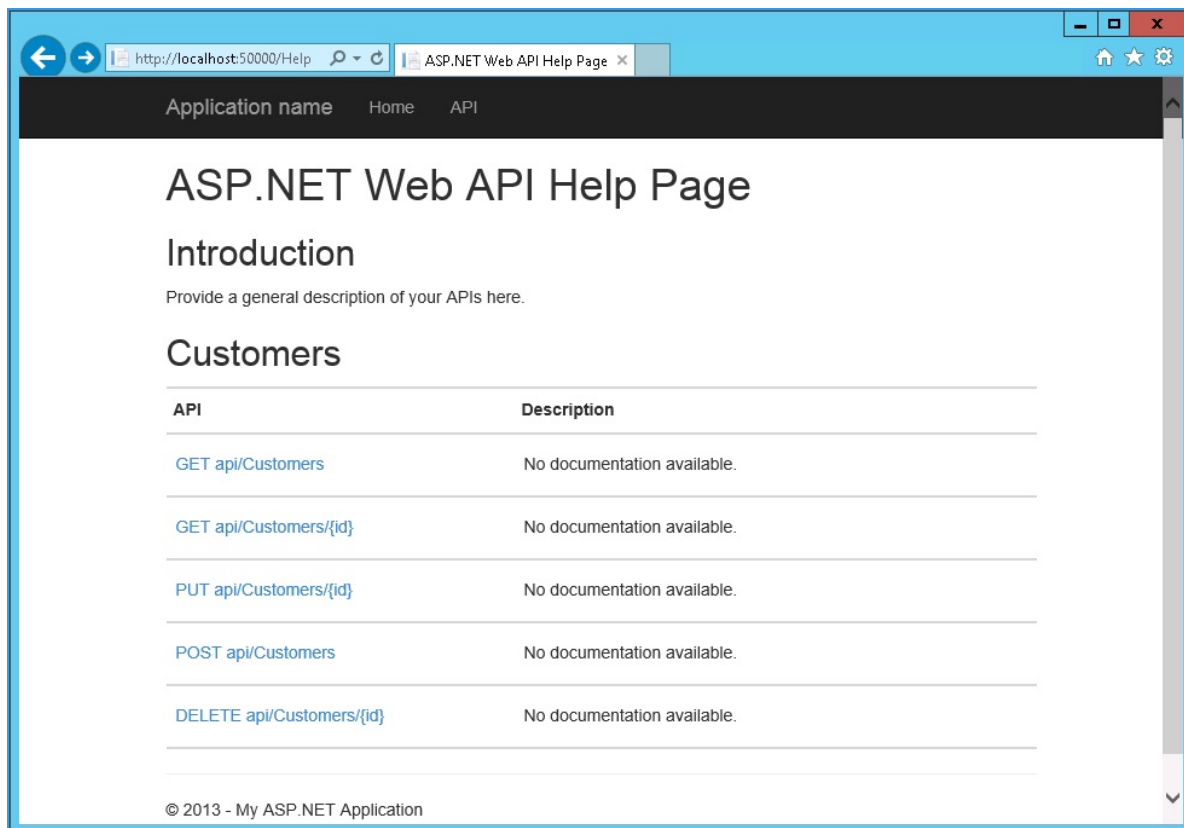 http://localhost:50000/Help ASP.NET Web API Help Page
Application name Home API
ASP.NET Web API Help Page
Introduction
Provide a general description of your APIs here.
Customers
API Description
GET api/Customers No documentation available.
GET api/Customers/{id} No documentation available.
PUT api/Customers/{id} No documentation available.
POST api/Customers No documentation available.
DELETE api/Customers/{id} No documentation available.
© 2013 - My ASP.NET Application